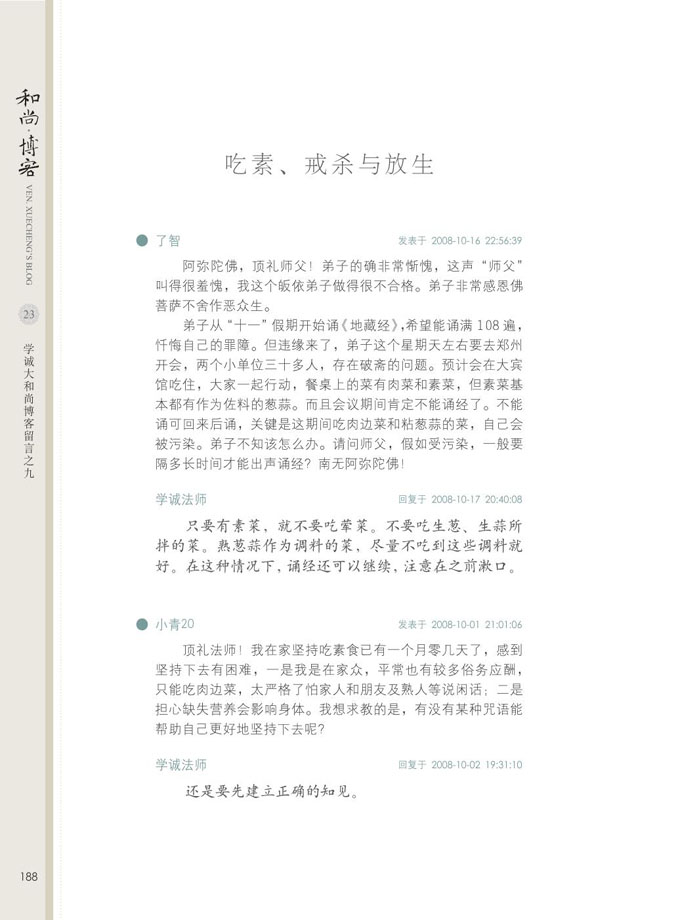 和尚·博客
VEN. XUECHENG'S BLOG
23
学诚大和尚博客留言之九
吃素、戒杀与放生
了智 发表于 2008-10-16 22:56:39
阿弥陀佛，顶礼师父！弟子的确非常惭愧，这声“师父”
叫得很羞愧，我这个皈依弟子做得很不合格。弟子非常感恩佛
菩萨不舍作恶众生。
弟子从“十一”假期开始诵《地藏经》，希望能诵满 108 遍，
忏悔自己的罪障。但违缘来了，弟子这个星期天左右要去郑州
开会，两个小单位三十多人，存在破斋的问题。预计会在大宾
馆吃住，大家一起行动，餐桌上的菜有肉菜和素菜，但素菜基
本都有作为佐料的葱蒜。而且会议期间肯定不能诵经了。不能
诵可回来后诵，关键是这期间吃肉边菜和粘葱蒜的菜，自己会
被污染。弟子不知该怎么办。请问师父，假如受污染，一般要
隔多长时间才能出声诵经？南无阿弥陀佛！
学诚法师 回复于 2008-10-17 20:40:08
只要有素菜，就不要吃荤菜。不要吃生葱、生蒜所
拌的菜。熟葱蒜作为调料的菜，尽量不吃到这些调料就
好。在这种情况下，诵经还可以继续，注意在之前漱口。
小青20 发表于 2008-10-01 21:01:06
顶礼法师！我在家坚持吃素食已有一个月零几天了，感到
坚持下去有困难，一是我是在家众，平常也有较多俗务应酬，
只能吃肉边菜，太严格了怕家人和朋友及熟人等说闲话；二是
担心缺失营养会影响身体。我想求教的是，有没有某种咒语能
帮助自己更好地坚持下去呢？
学诚法师 回复于 2008-10-02 19:31:10
还是要先建立正确的知见。
188